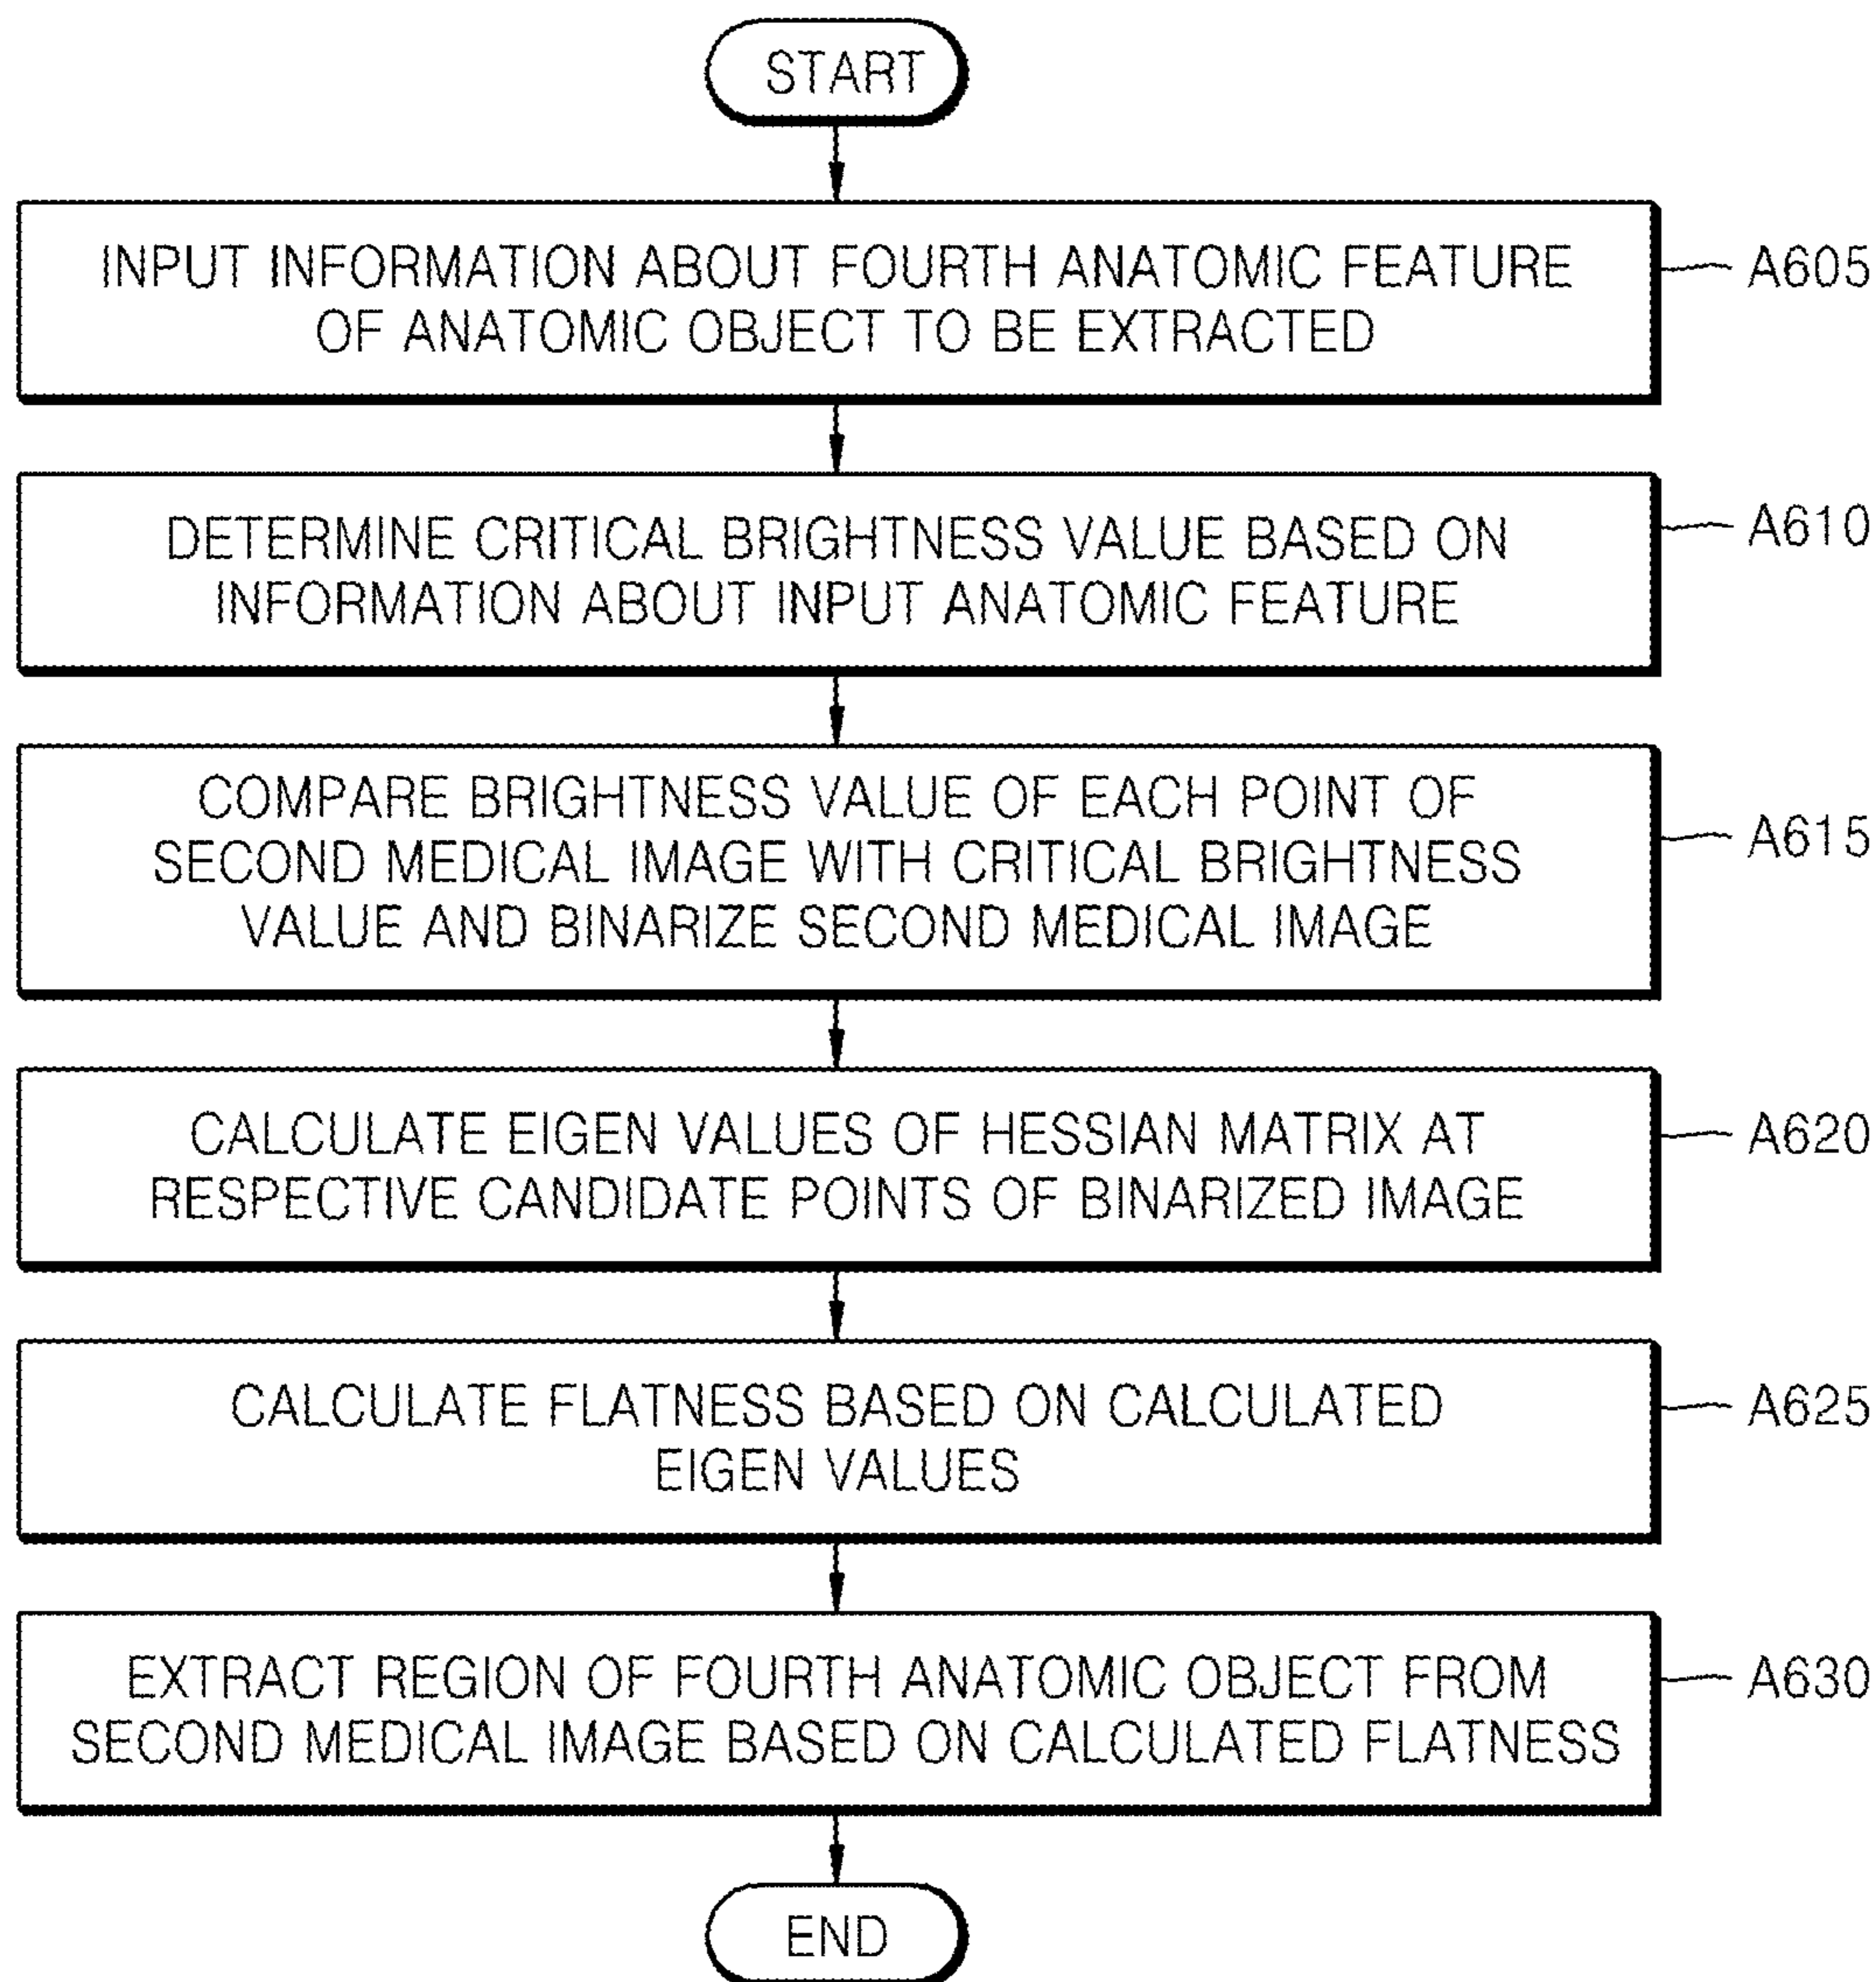 START
INPUT INFORMATION ABOUT FOURTH ANATOMIC FEATURE
OF ANATOMIC OBJECT TO BE EXTRACTED
A605
DETERMINE CRITICAL BRIGHTNESS VALUE BASED ON
INFORMATION ABOUT INPUT ANATOMIC FEATURE
A610
COMPARE BRIGHTNESS VALUE OF EACH POINT OF
SECOND MEDICAL IMAGE WITH CRITICAL BRIGHTNESS
VALUE AND BINARIZE SECOND MEDICAL IMAGE
A615
CALCULATE EIGEN VALUES OF HESSIAN MATRIX AT
RESPECTIVE CANDIDATE POINTS OF BINARIZED IMAGE
A620
CALCULATE FLATNESS BASED ON CALCULATED
EIGEN VALUES
A625
EXTRACT REGION OF FOURTH ANATOMIC OBJECT FROM
SECOND MEDICAL IMAGE BASED ON CALCULATED FLATNESS
A630
END